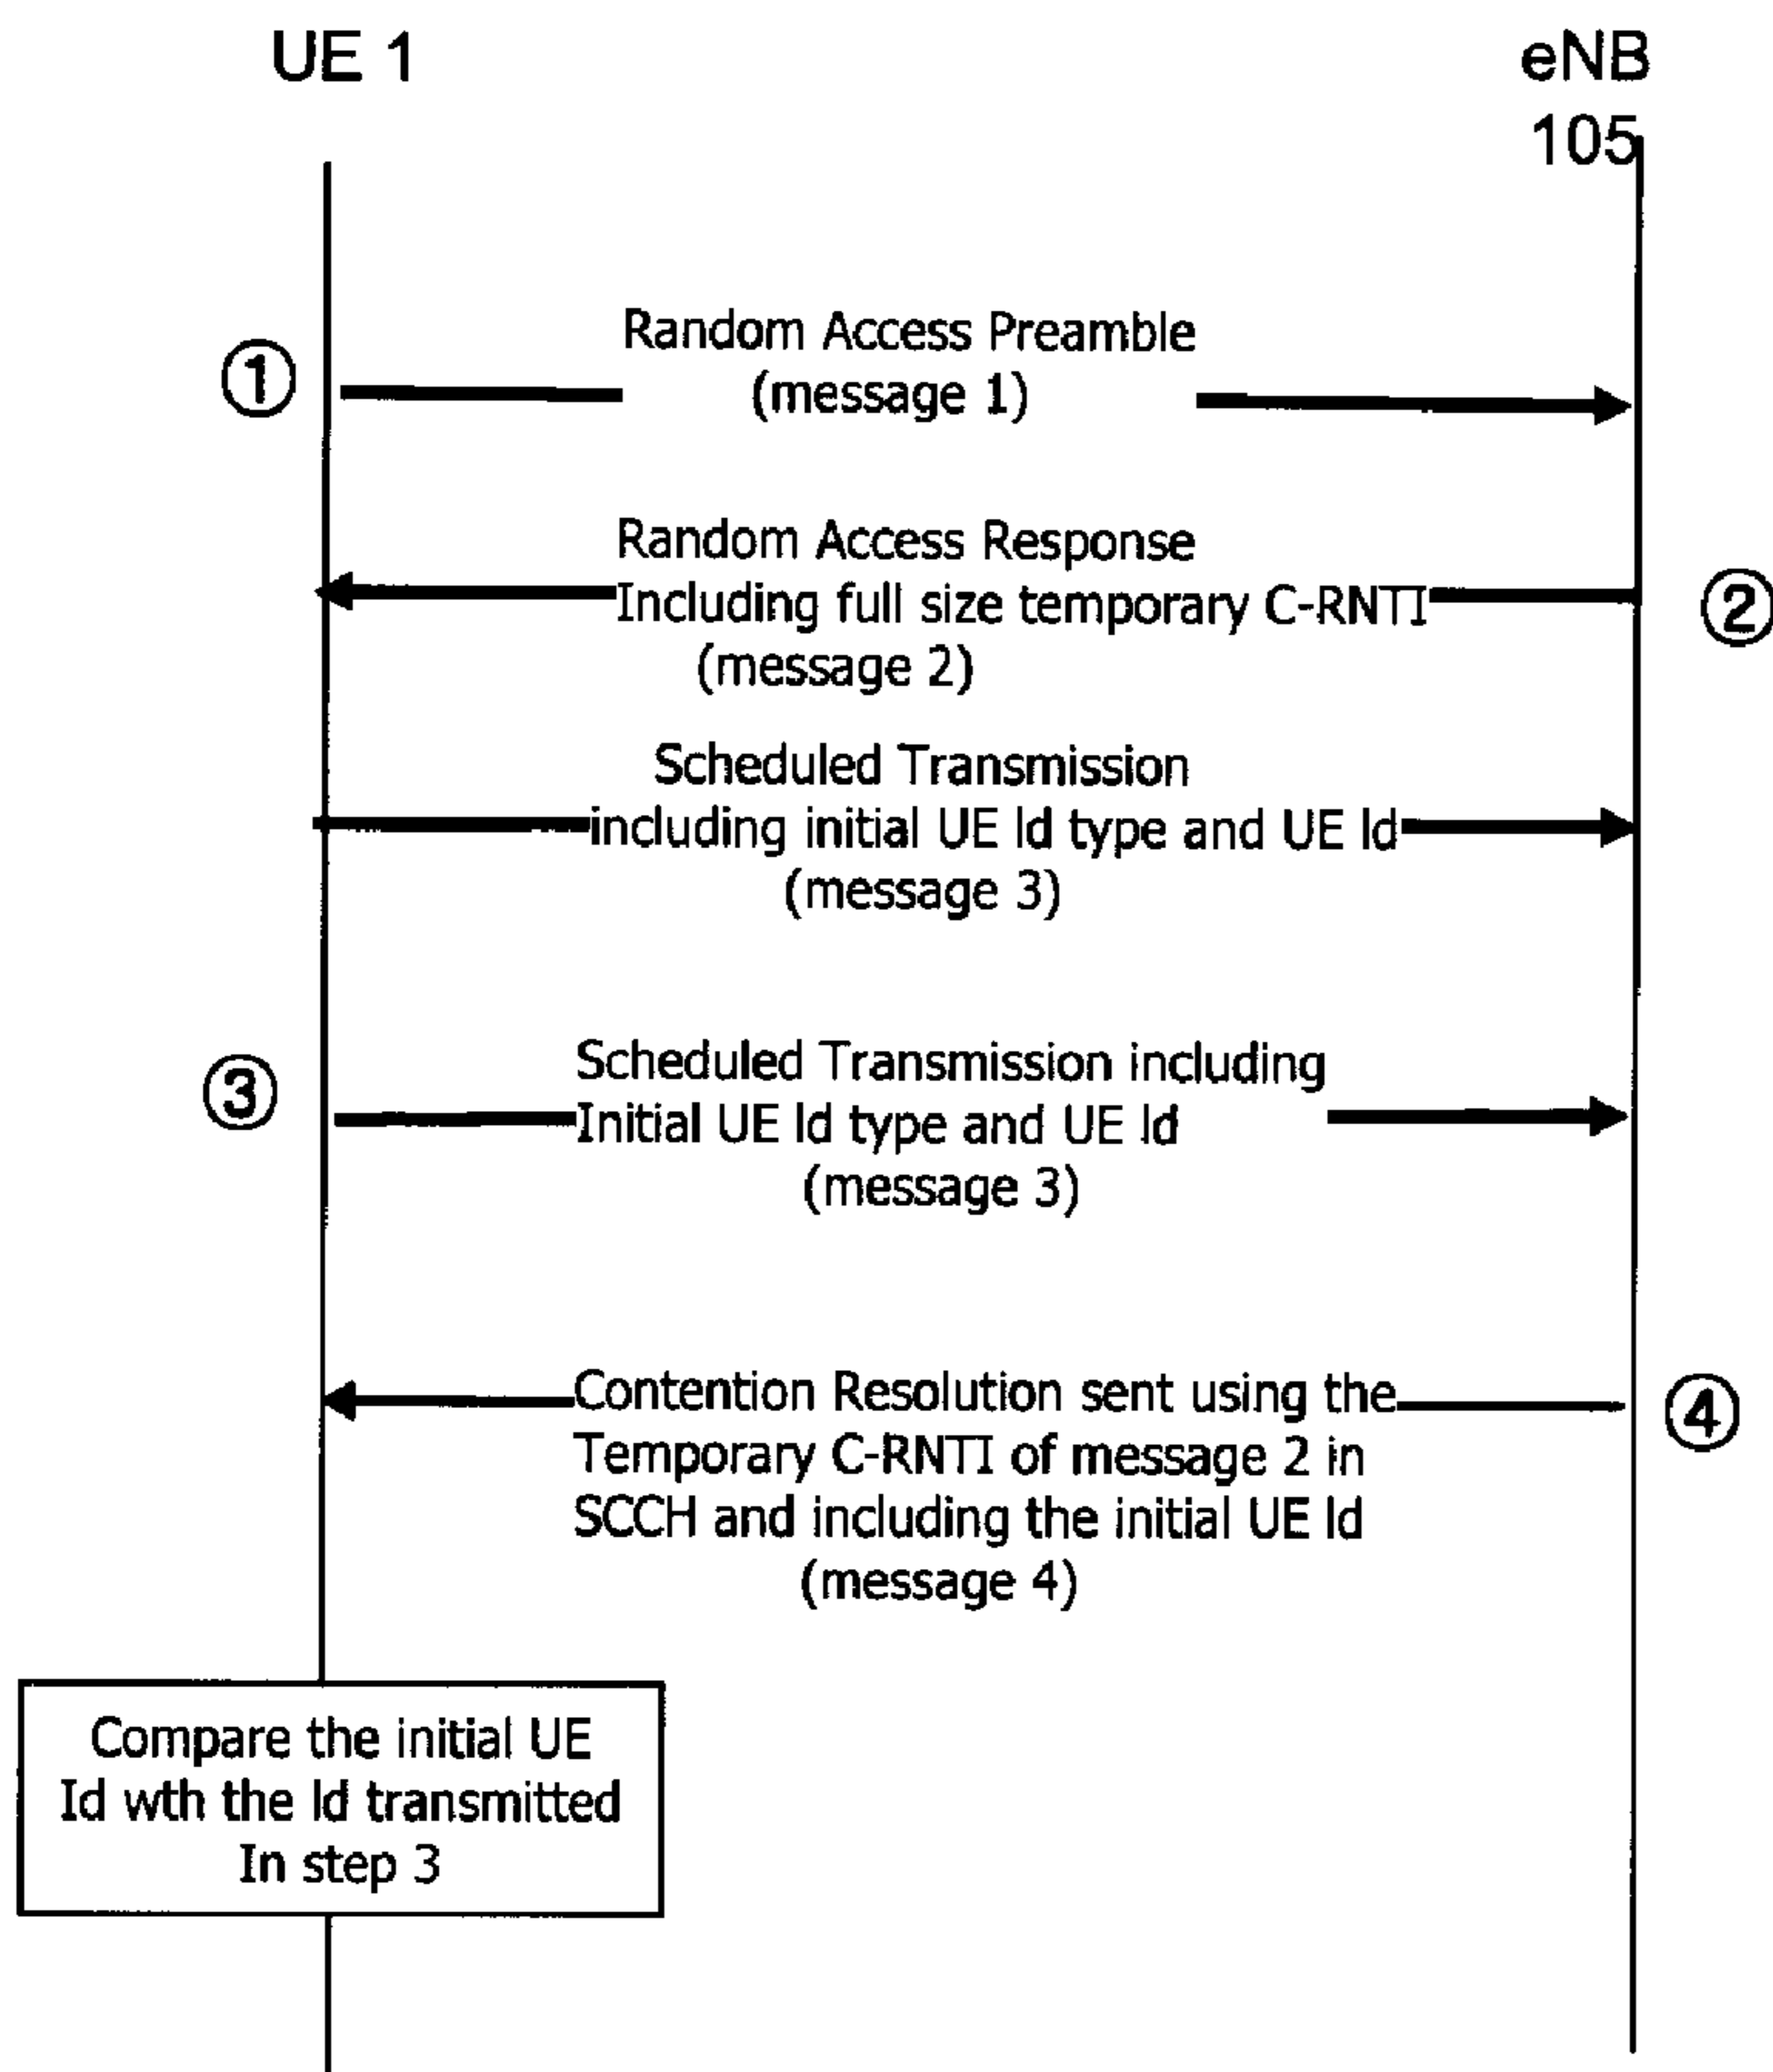 UE 1
eNB
105
①
Random Access Preamble
(message 1)
Random Access Response
Including full size temporary C-RNTI
(message 2)
②
Scheduled Transmission
including initial UE Id type and UE Id
(message 3)
③
Scheduled Transmission including
Initial UE Id type and UE Id
(message 3)
Contention Resolution sent using the
Temporary C-RNTI of message 2 in
SCCH and including the initial UE Id
(message 4)
④
Compare the initial UE
Id wth the Id transmitted
In step 3